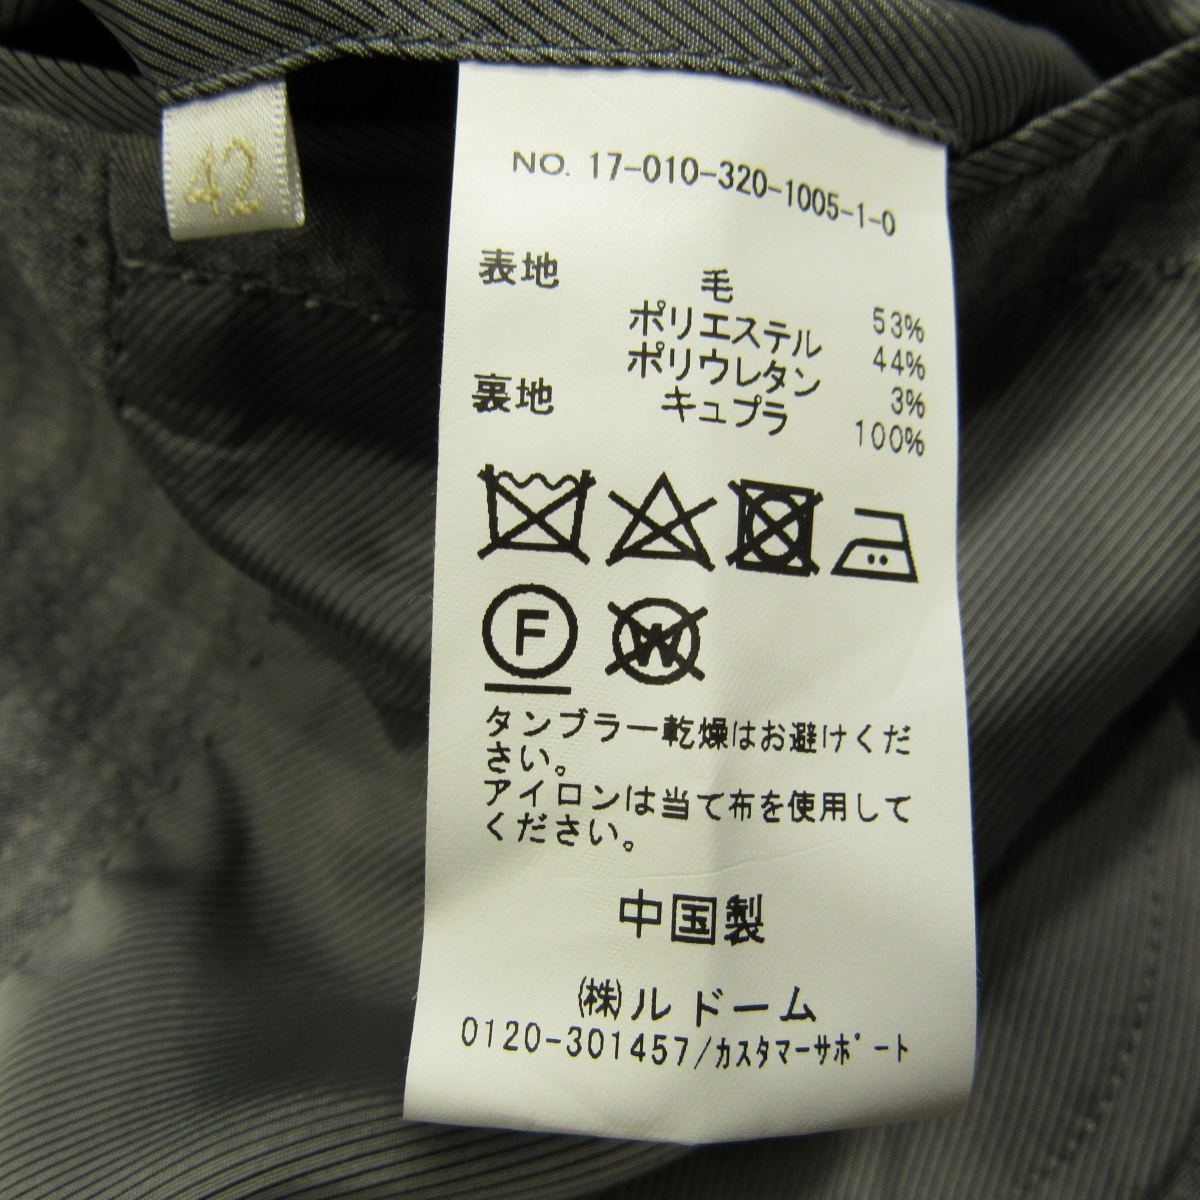 42
NO. 17-010-320-1005-1-0
表地 毛 53%
ポリエステル 44%
ポリウレタン 3%
裏地 キュプラ 100%
F W
タンブラー乾燥はお避けくだ
さい。
アイロンは当て布を使用して
ください。
中国製
㈱ルドーム
0120-301457/カスタマーサポート